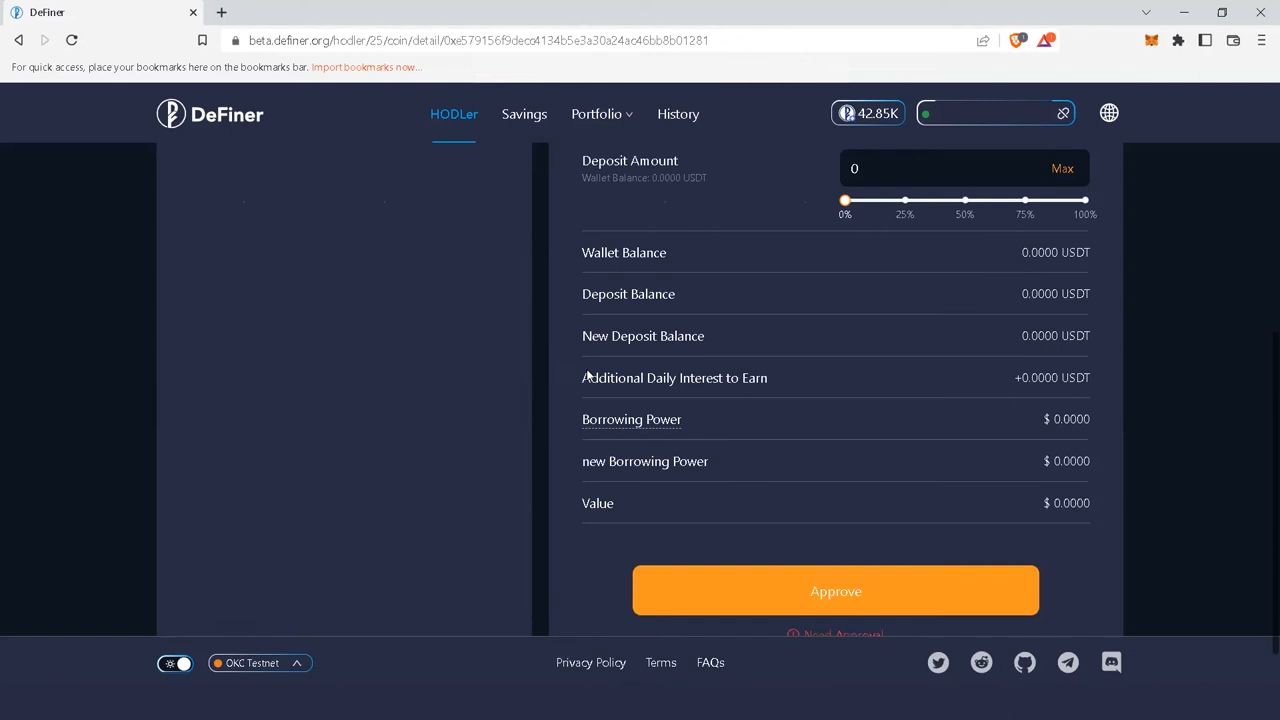 DeFiner
beta.definer.org/hodler/25/coin/detail/0xe579156f9deca4134b5e3a30a24ac46bb8b01281
For quick access, place your bookmarks here on the bookmarks bar. Import bookmarks now...
DeFiner
HODLer
Savings
Portfolio
History
42.85K
Deposit Amount
Wallet Balance: 0.0000 USDT
0
Max
0%
25%
50%
75%
100%
Wallet Balance
0.0000 USDT
Deposit Balance
0.0000 USDT
New Deposit Balance
0.0000 USDT
Additional Daily Interest to Earn
+0.0000 USDT
Borrowing Power
$ 0.0000
new Borrowing Power
$ 0.0000
Value
$ 0.0000
Approve
Need Approval
OKC Testnet
Privacy Policy
Terms
FAQs